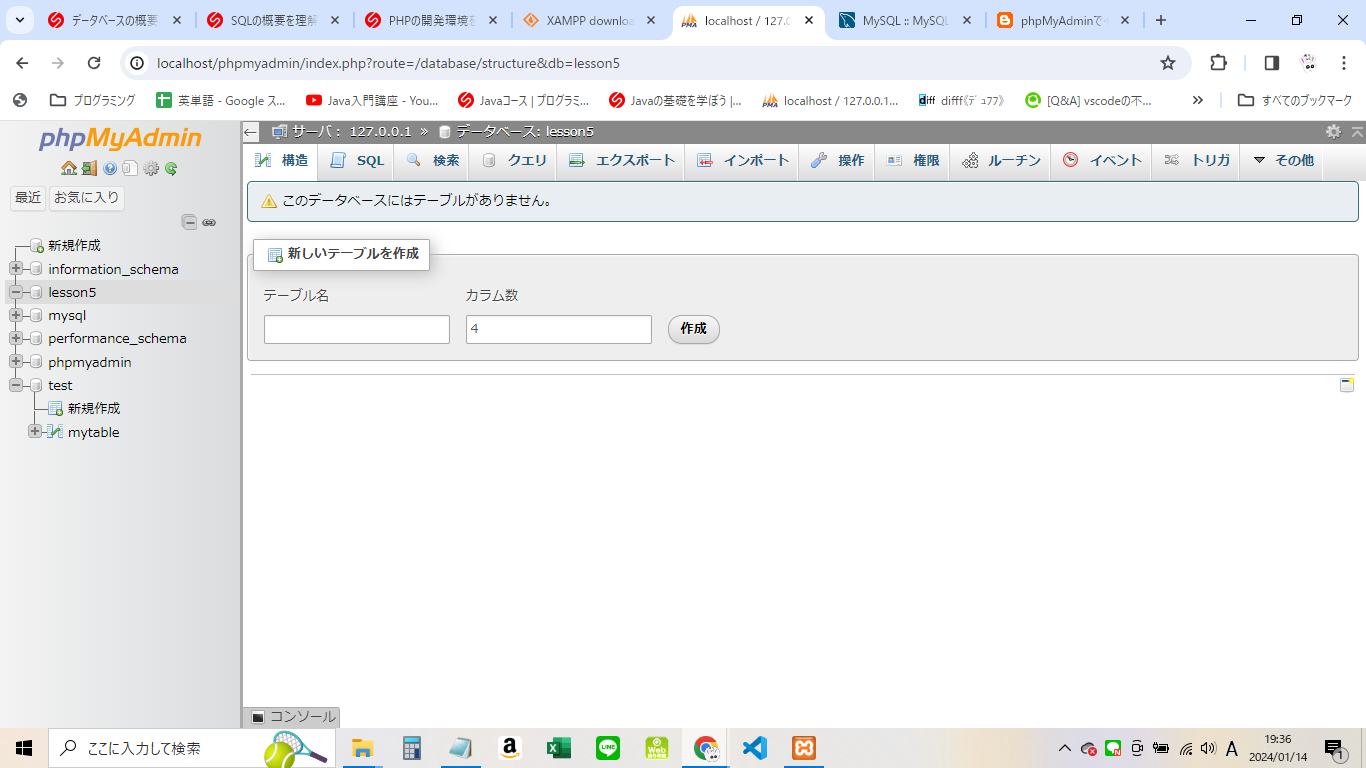 データベースの概要
SQLの概要を理解
PHPの開発環境を
XAMPP downloa
localhost / 127.0
MySQL :: MySQL
phpMyAdminで
localhost/phpmyadmin/index.php?route=/database/structure&db=lesson5
プログラミング
英単語 - Google ス...
Java入門講座 - You...
Javaコース | プログラミ...
Javaの基礎を学ぼう |...
localhost / 127.0.0.1...
diff difff《ﾃﾞｭﾌﾌ》
[Q&A] vscodeの不...
すべてのブックマーク
phpMyAdmin
最近
お気に入り
新規作成
information_schema
lesson5
mysql
performance_schema
phpmyadmin
test
新規作成
mytable
サーバ: 127.0.0.1 » データベース: lesson5
構造
SQL
検索
クエリ
エクスポート
インポート
操作
権限
ルーチン
イベント
トリガ
その他
このデータベースにはテーブルがありません。
新しいテーブルを作成
テーブル名
カラム数
4
作成
コンソール
ここに入力して検索
A
19:36
2024/01/14
1